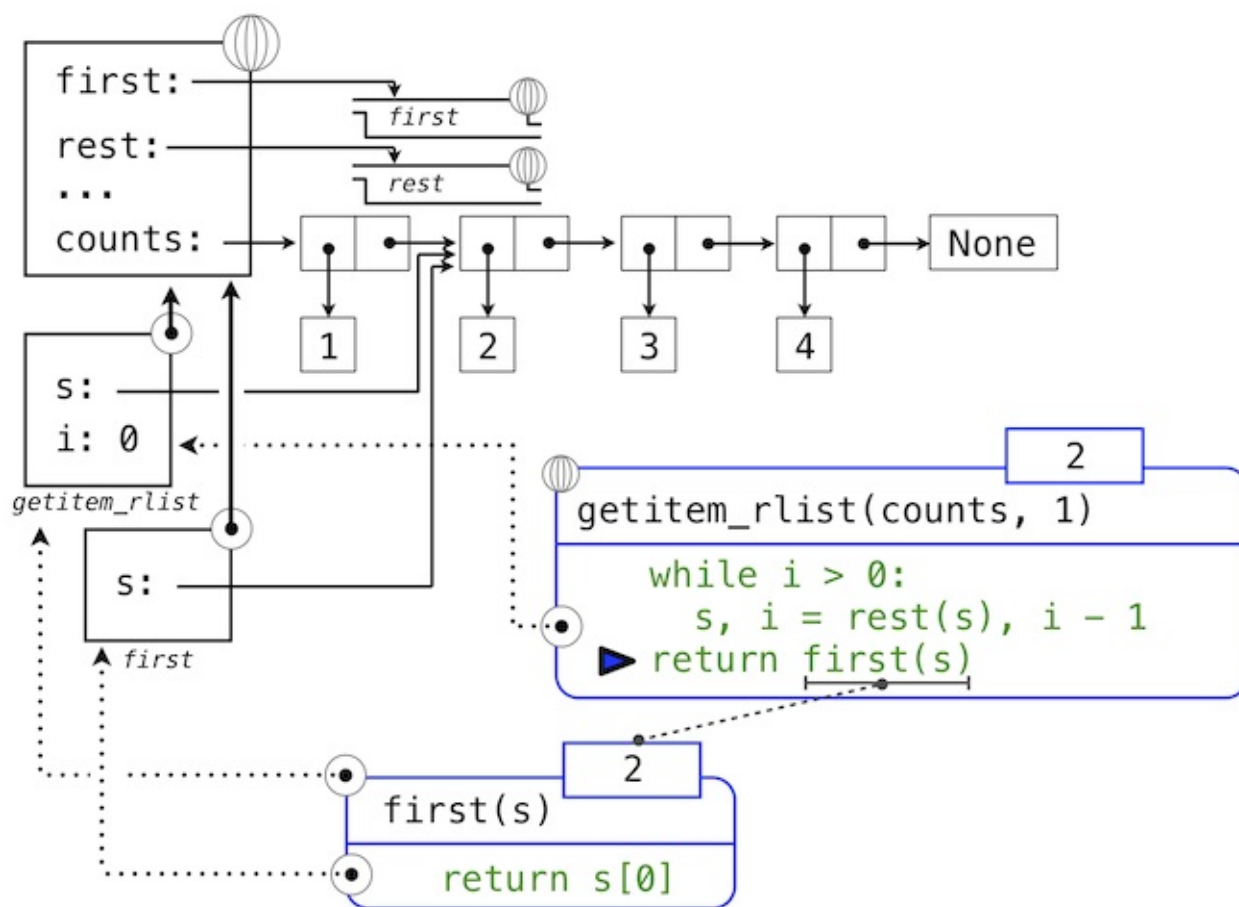 first:
first
rest:
rest
...
counts:
None
1
2
3
4
s:
i: 0
getitem_rlist
s:
first
2
getitem_rlist(counts, 1)
while i > 0:
s, i = rest(s), i - 1
return first(s)
2
first(s)
return s[0]